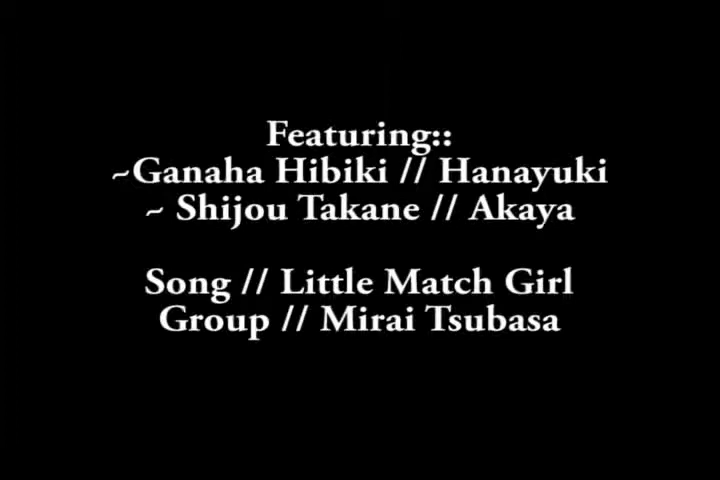 Featuring::
~Ganaha Hibiki // Hanayuki
~ Shijou Takane // Akaya
Song // Little Match Girl
Group // Mirai Tsubasa